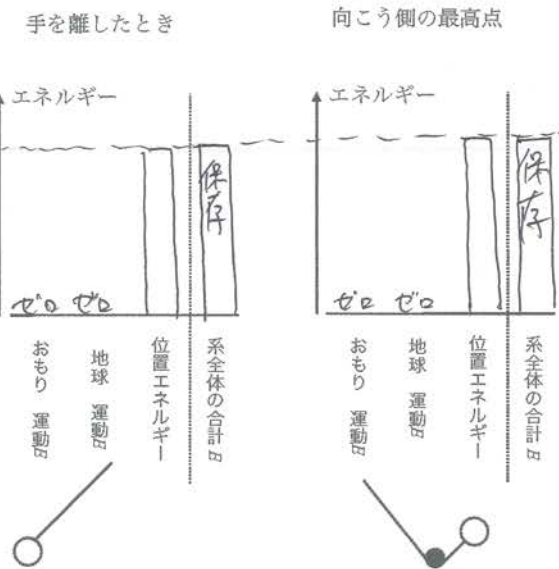 手を離したとき
向こう側の最高点
エネルギー
保存
ゼロ ゼロ
おもり 運動E
地球 運動E
位置エネルギー
系全体の合計 E
エネルギー
保存
ゼロ ゼロ
おもり 運動E
地球 運動E
位置エネルギー
系全体の合計 E